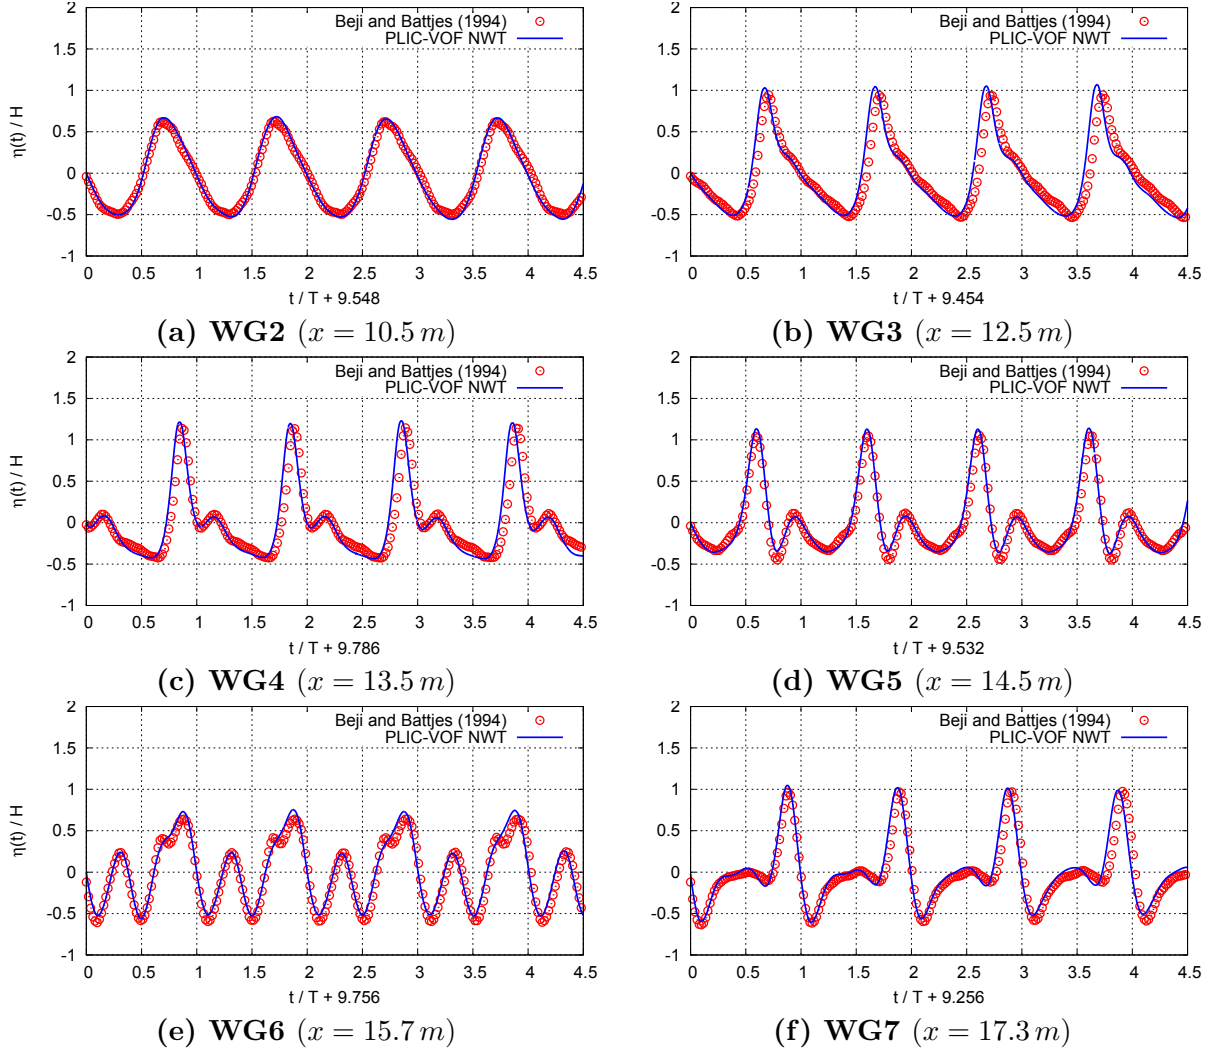 Beji and Battjes (1994)
PLIC-VOF NWT
2
1.5
1
0.5
0
-0.5
-1
η(t) / H
0 0.5 1 1.5 2 2.5 3 3.5 4 4.5
t / T + 9.548
(a) WG2 (x = 10.5 m)
Beji and Battjes (1994)
PLIC-VOF NWT
2
1.5
1
0.5
0
-0.5
-1
0 0.5 1 1.5 2 2.5 3 3.5 4 4.5
t / T + 9.454
(b) WG3 (x = 12.5 m)
Beji and Battjes (1994)
PLIC-VOF NWT
2
1.5
1
0.5
0
-0.5
-1
η(t) / H
0 0.5 1 1.5 2 2.5 3 3.5 4 4.5
t / T + 9.786
(c) WG4 (x = 13.5 m)
Beji and Battjes (1994)
PLIC-VOF NWT
2
1.5
1
0.5
0
-0.5
-1
0 0.5 1 1.5 2 2.5 3 3.5 4 4.5
t / T + 9.532
(d) WG5 (x = 14.5 m)
Beji and Battjes (1994)
PLIC-VOF NWT
2
1.5
1
0.5
0
-0.5
-1
η(t) / H
0 0.5 1 1.5 2 2.5 3 3.5 4 4.5
t / T + 9.756
(e) WG6 (x = 15.7 m)
Beji and Battjes (1994)
PLIC-VOF NWT
2
1.5
1
0.5
0
-0.5
-1
0 0.5 1 1.5 2 2.5 3 3.5 4 4.5
t / T + 9.256
(f) WG7 (x = 17.3 m)